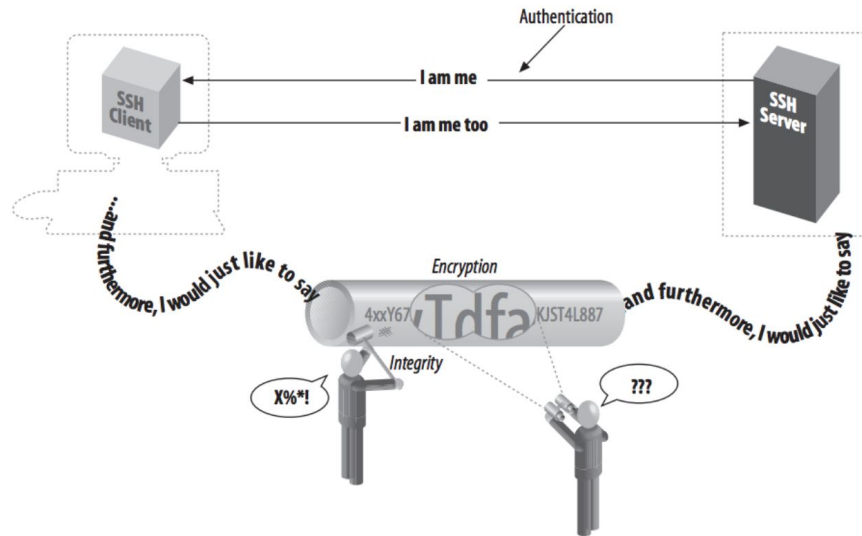 Authentication
I am me
SSH
Client
I am me too
SSH
Server
...and furthermore, I would just like to say
Encryption
4xxY67
yTdfa
KJST4L887
and furthermore, I would just like to say
Integrity
X%*!
???